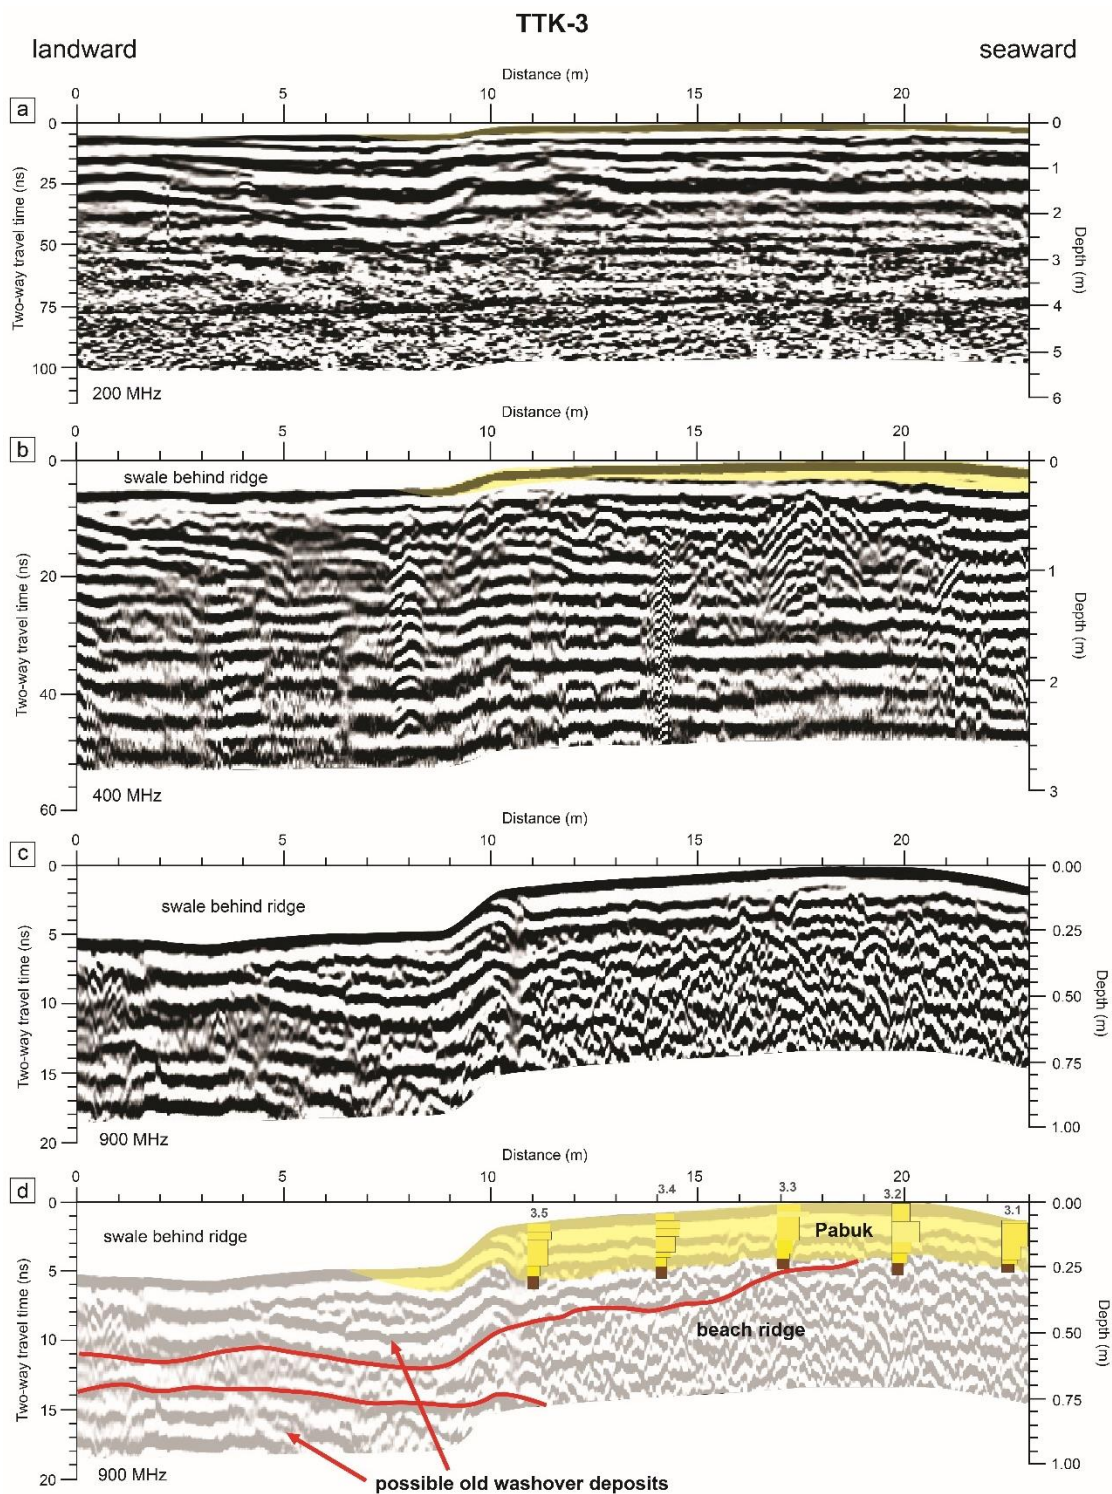 TTK-3
landward
seaward
Distance (m)
a
0 5 10 15 20
0 25 50 75 100
Two-way travel time (ns)
0 1 2 3 4 5 6
Depth (m)
200 MHz
Distance (m)
b
0 5 10 15 20
swale behind ridge
0 20 40 60
Two-way travel time (ns)
0 1 2 3
Depth (m)
400 MHz
Distance (m)
c
0 5 10 15 20
swale behind ridge
0 5 10 15 20
Two-way travel time (ns)
0.00 0.25 0.50 0.75 1.00
Depth (m)
900 MHz
Distance (m)
d
0 5 10 15 20
3.5 3.4 3.3 3.2 3.1
swale behind ridge
Pabuk
beach ridge
0 5 10 15 20
Two-way travel time (ns)
0.00 0.25 0.50 0.75 1.00
Depth (m)
900 MHz
possible old washover deposits